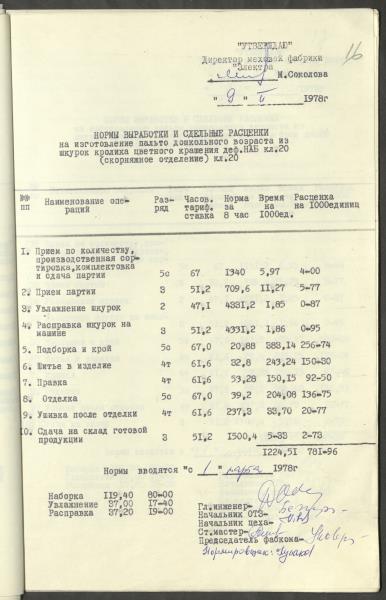 16
"УТВЕРЖДАЮ"
Директор меховой фабрики
"Электра
М.Соколова
" 9 " II 1978г
НОРМЫ ВЫРАБОТКИ И СДЕЛЬНЫЕ РАСЦЕНКИ
на изготовление пальто дошкольного возраста из
шкурок кролика цветного крашения деф.НАБ кл.20
(скорняжное отделение) кл.20
№№ пп Наименование опе- раций Раз- ряд Часов. тариф. ставка Норма за 8 час Время на 1000ед. Расценка на 1000единиц
1. Прием по количеству,
производственная сор-
тировка,комплектовка
и сдача партии 5с 67 1340 5,97 4-00
2. Прием партии 3 51,2 709,6 11,27 5-77
3. Увлажнение шкурок 2 47,1 4331,2 1,85 0-87
4. Расправка шкурок на
машине 3 51,2 4331,2 1,86 0-95
5. Подборка и крой 5с 67,0 20,88 383,14 256-74
6. Шитье в изделие 4т 61,6 32,8 243,24 150-30
7. Правка 4т 61,6 53,28 150,15 92-50
8. Отделка 5с 67,0 39,2 204,08 136-75
9. Ушивка после отделки 4т 61,6 237,3 33,70 20-77
10. Сдача на склад готовой
продукции 3 51,2 1500,4 5-33 2-73
1224,51 781-96
Нормы вводятся "с 1 " марта 1978г
Наборка 119,40 80-00
Увлажнение 37,00 17-40
Расправка 37,20 19-00
Гл.инженер-
Начальник ОТЗ-
Начальник цеха-
Ст.мастер-
Председатель фабкома-
Нормировщик: